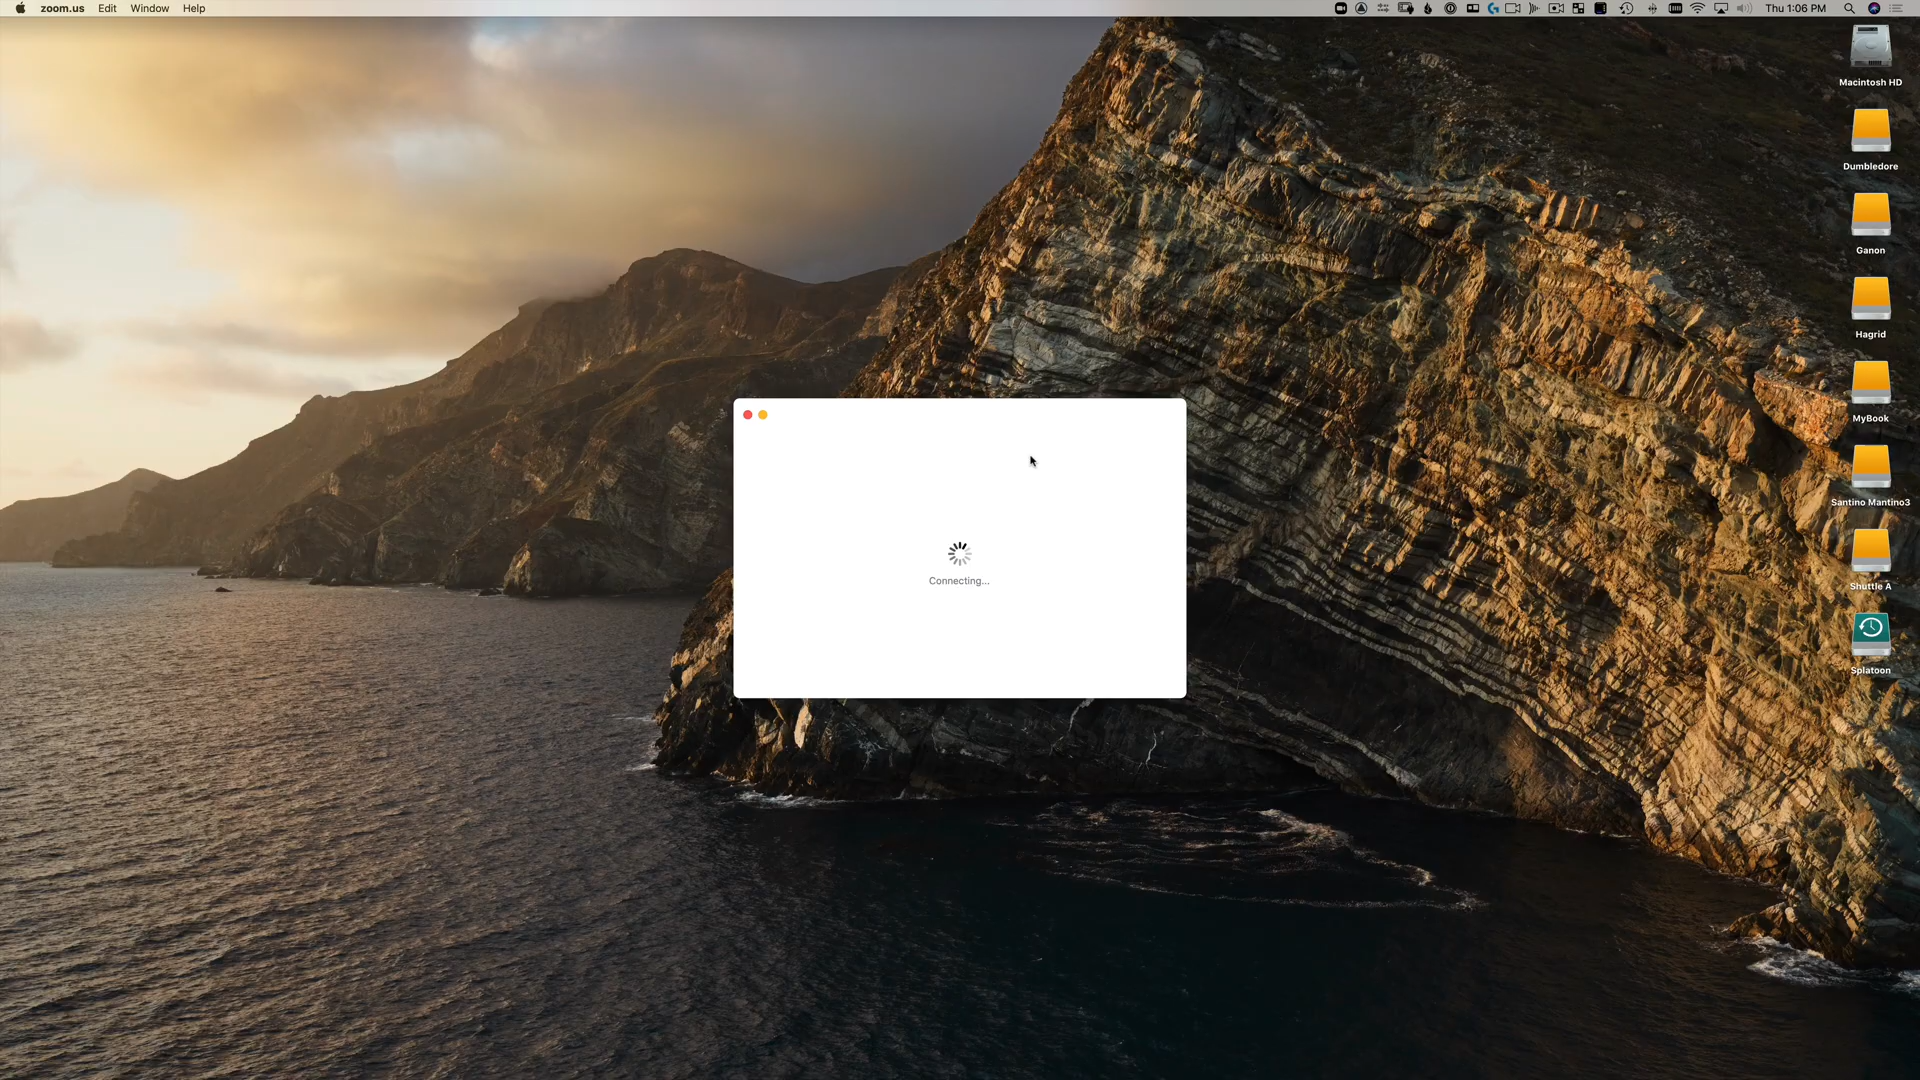 zoom.us Edit Window Help Thu 1:06 PM
Macintosh HD
Dumbledore
Ganon
Hagrid
MyBook
Santino Mantino3
Shuttle A
Splatoon
Connecting...